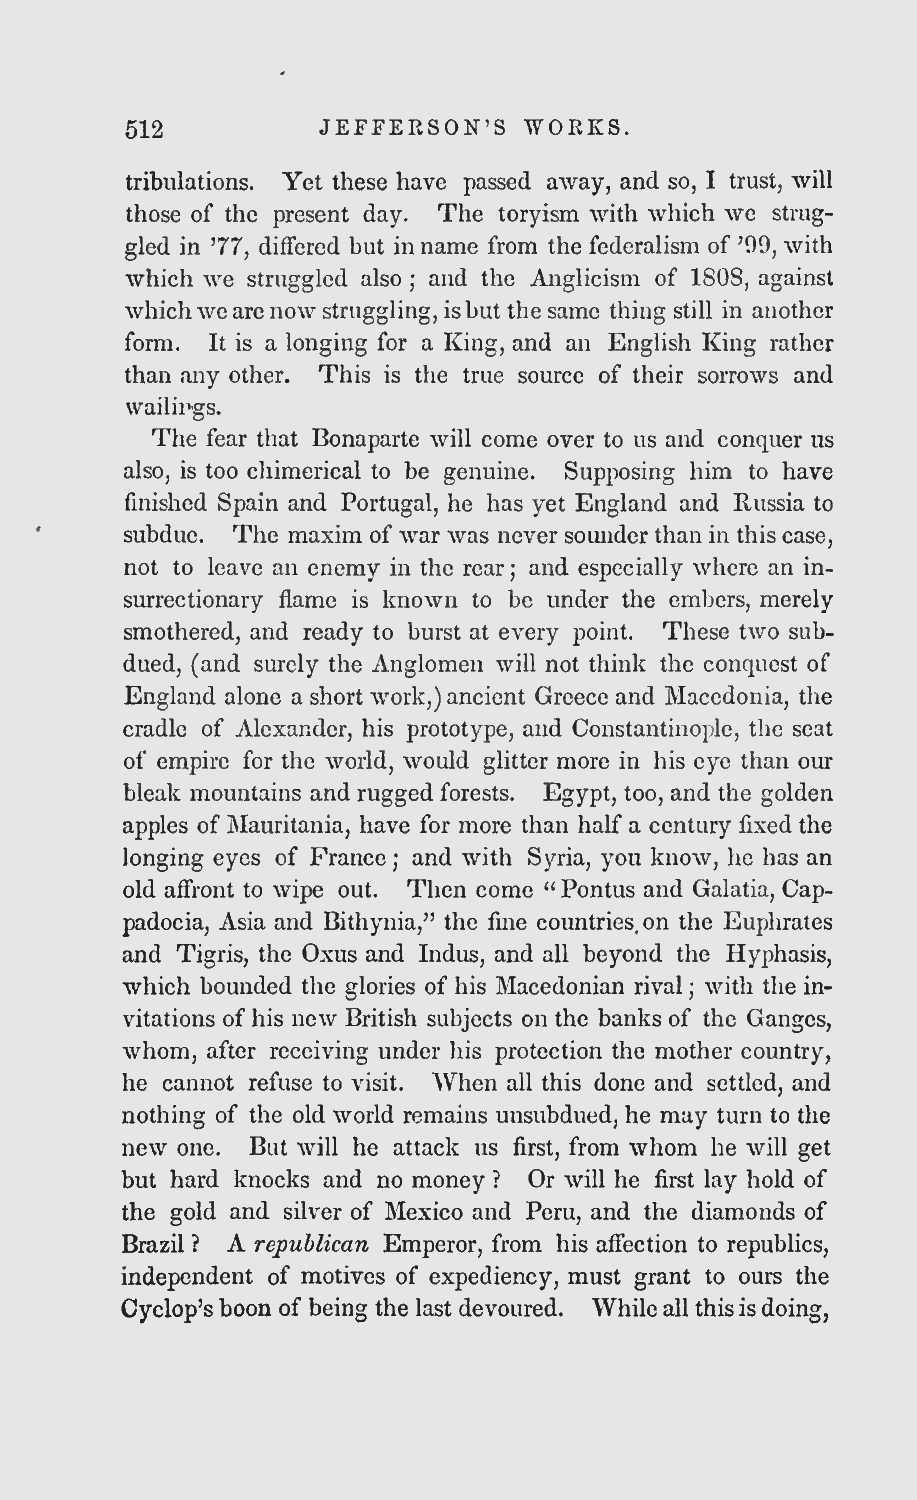 512 JEFFERSON'S WORKS.
tribulations. Yet these have passed away, and so, I trust, will
those of the present day. The toryism with which we strug-
gled in '77, differed but in name from the federalism of '99, with
which we struggled also ; and the Anglicism of 1808, against
which we are now struggling, is but the same thing still in another
form. It is a longing for a King, and an English King rather
than any other. This is the true source of their sorrows and
wailings.
The fear that Bonaparte will come over to us and conquer us
also, is too chimerical to be genuine. Supposing him to have
finished Spain and Portugal, he has yet England and Russia to
subdue. The maxim of war was never sounder than in this case,
not to leave an enemy in the rear ; and especially where an in-
surrectionary flame is known to be under the embers, merely
smothered, and ready to burst at every point. These two sub-
dued, (and surely the Anglomen will not think the conquest of
England alone a short work,) ancient Greece and Macedonia, the
cradle of Alexander, his prototype, and Constantinople, the seat
of empire for the world, would glitter more in his eye than our
bleak mountains and rugged forests. Egypt, too, and the golden
apples of Mauritania, have for more than half a century fixed the
longing eyes of France ; and with Syria, you know, he has an
old affront to wipe out. Then come "Pontus and Galatia, Cap-
padocia, Asia and Bithynia," the fine countries on the Euphrates
and Tigris, the Oxus and Indus, and all beyond the Hyphasis,
which bounded the glories of his Macedonian rival ; with the in-
vitations of his new British subjects on the banks of the Ganges,
whom, after receiving under his protection the mother country,
he cannot refuse to visit. When all this done and settled, and
nothing of the old world remains unsubdued, he may turn to the
new one. But will he attack us first, from whom he will get
but hard knocks and no money ? Or will he first lay hold of
the gold and silver of Mexico and Peru, and the diamonds of
Brazil ? A republican Emperor, from his affection to republics,
independent of motives of expediency, must grant to ours the
Cyclop's boon of being the last devoured. While all this is doing,